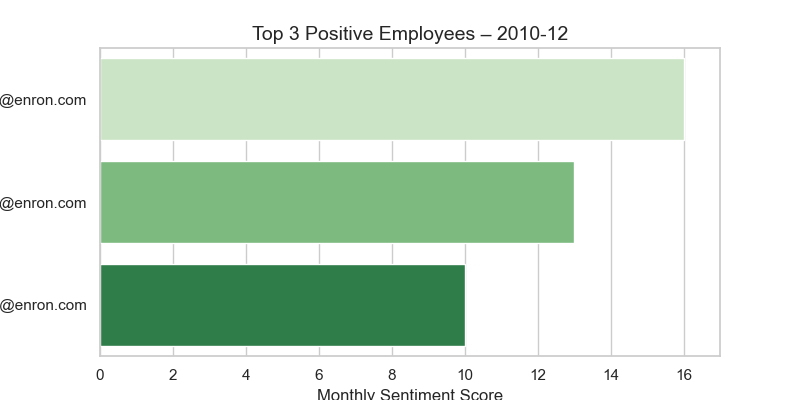 Top 3 Positive Employees – 2010-12
@enron.com
@enron.com
@enron.com
0 2 4 6 8 10 12 14 16
Monthly Sentiment Score